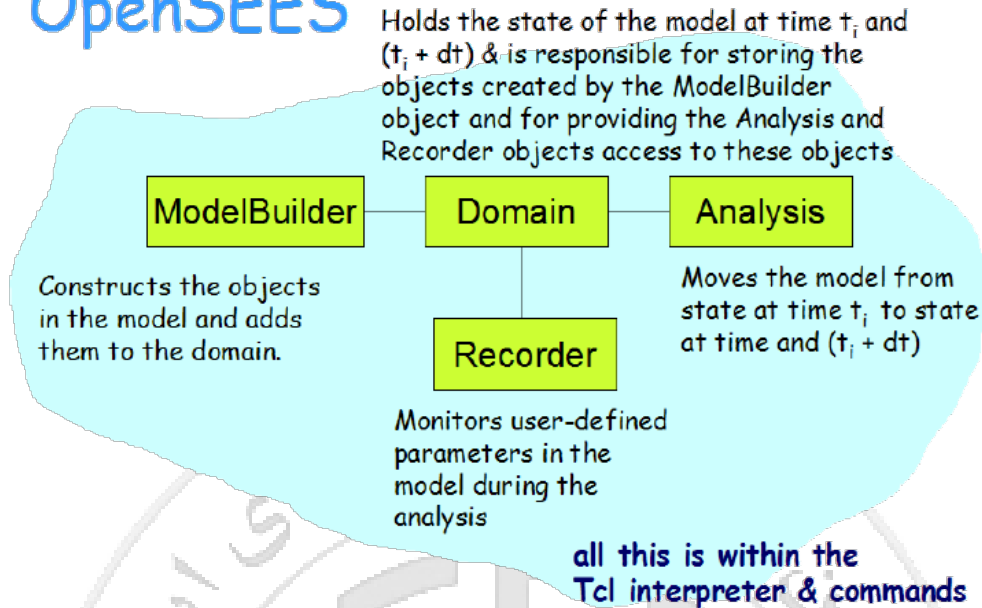 OpenSEES
Holds the state of the model at time tᵢ and
(tᵢ + dt) & is responsible for storing the
objects created by the ModelBuilder
object and for providing the Analysis and
Recorder objects access to these objects
ModelBuilder
Domain
Analysis
Constructs the objects
in the model and adds
them to the domain.
Moves the model from
state at time tᵢ to state
at time and (tᵢ + dt)
Recorder
Monitors user-defined
parameters in the
model during the
analysis
all this is within the
Tcl interpreter & commands